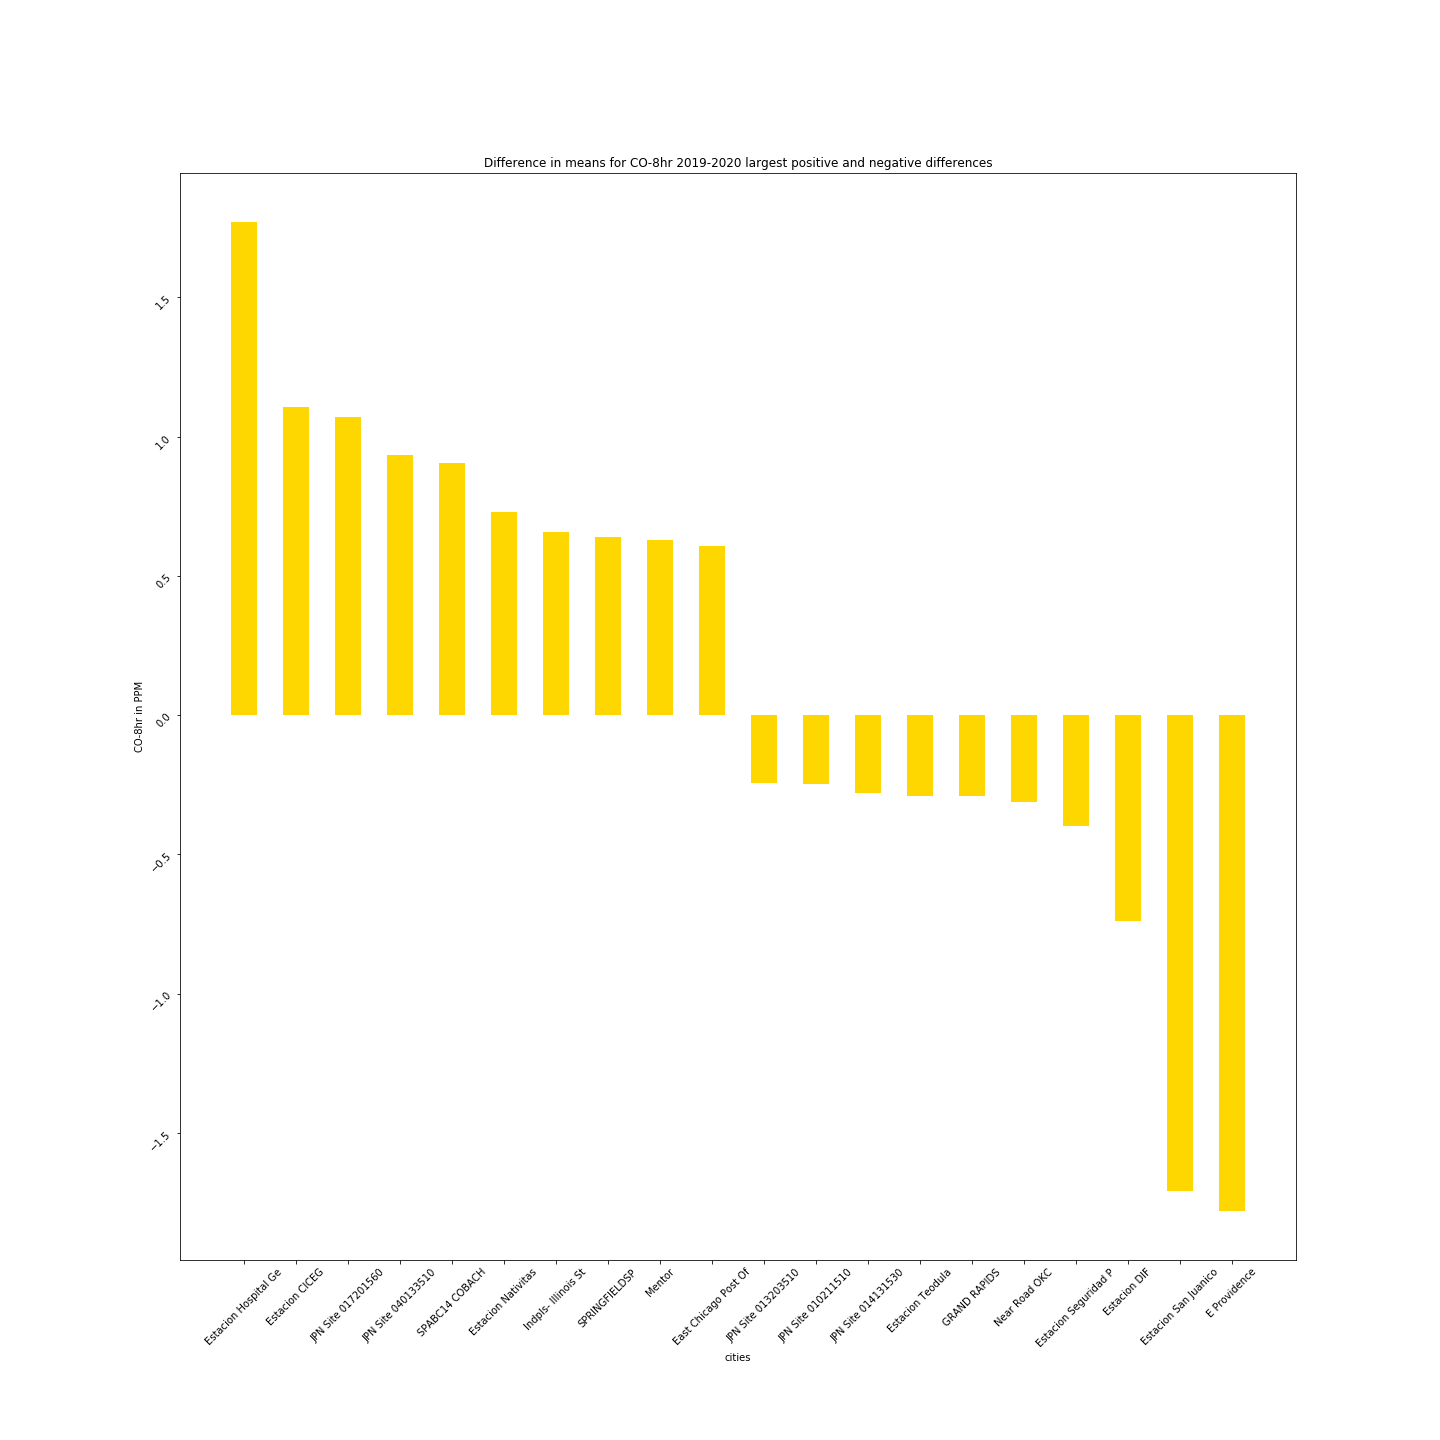 Difference in means for CO-8hr 2019-2020 largest positive and negative differences
CO-8hr in PPM
1.5
1.0
0.5
0.0
−0.5
−1.0
−1.5
Estacion Hospital Ge
Estacion CICEG
JPN Site 017201560
JPN Site 040133510
SPABC14 COBACH
Estacion Nativitas
Indpls- Illinois St
SPRINGFIELDSP
Mentor
East Chicago Post Of
JPN Site 013203510
JPN Site 010211510
JPN Site 014131530
Estacion Teodula
GRAND RAPIDS
Near Road OKC
Estacion Seguridad P
Estacion DIF
Estacion San Juanico
E Providence
cities